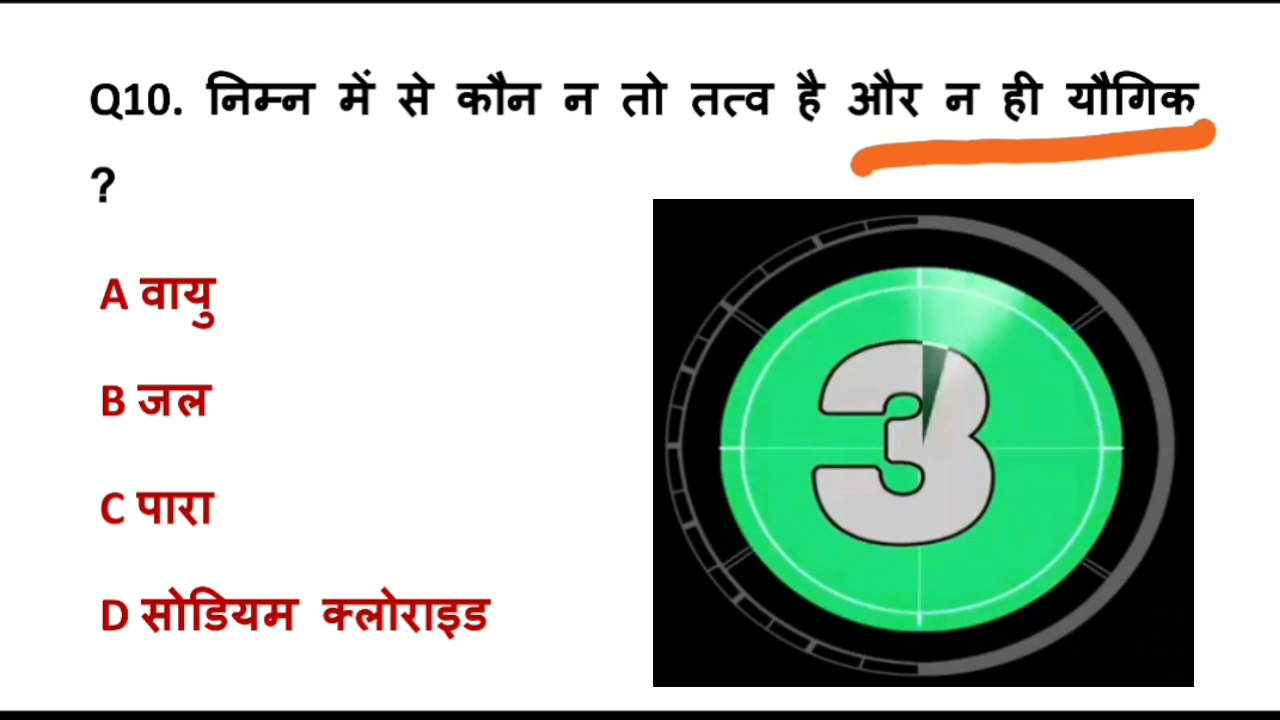 Q10. निम्न में से कौन न तो तत्व है और न ही यौगिक
?
A वायु
B जल
C पारा
D सोडियम क्लोराइड
3